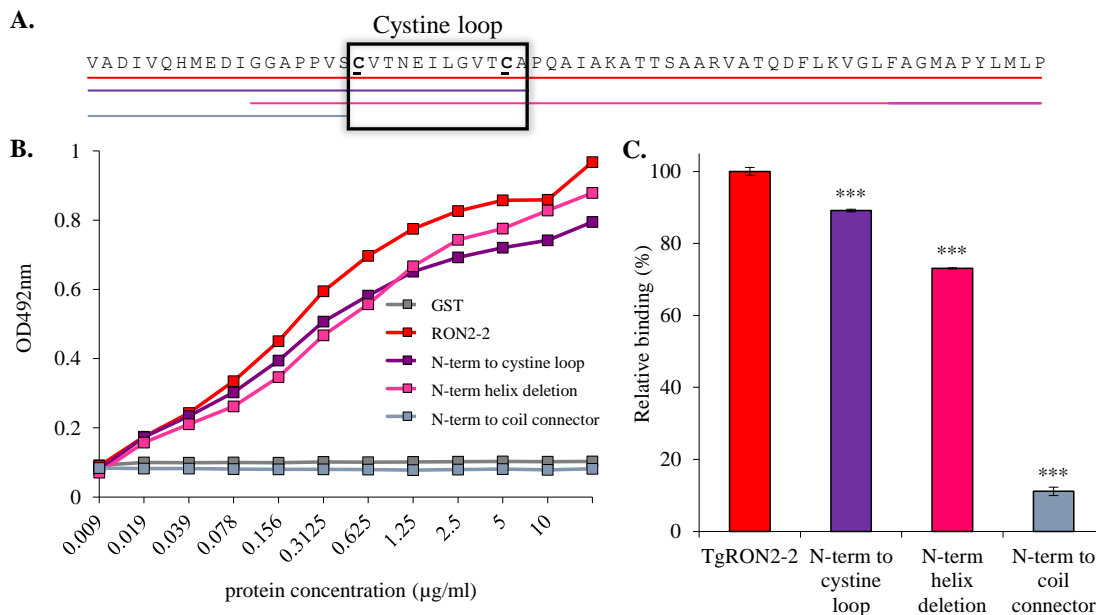 A.
Cystine loop
VADIVQHMEDIGGAPPVSCVTNEILGVTCAPQAIAKATTSAARVATQDFLKVGLFAGMAPYLMLP
B.
1
0.8
0.6
0.4
0.2
0
OD492nm
GST
RON2-2
N-term to cystine loop
N-term helix deletion
N-term to coil connector
0.009
0.019
0.039
0.078
0.156
0.3125
0.625
1.25
2.5
5
10
protein concentration (µg/ml)
C.
100
80
60
40
20
0
Relative binding (%)
***
***
***
TgRON2-2
N-term to
cystine
loop
N-term
helix
deletion
N-term to
coil
connector